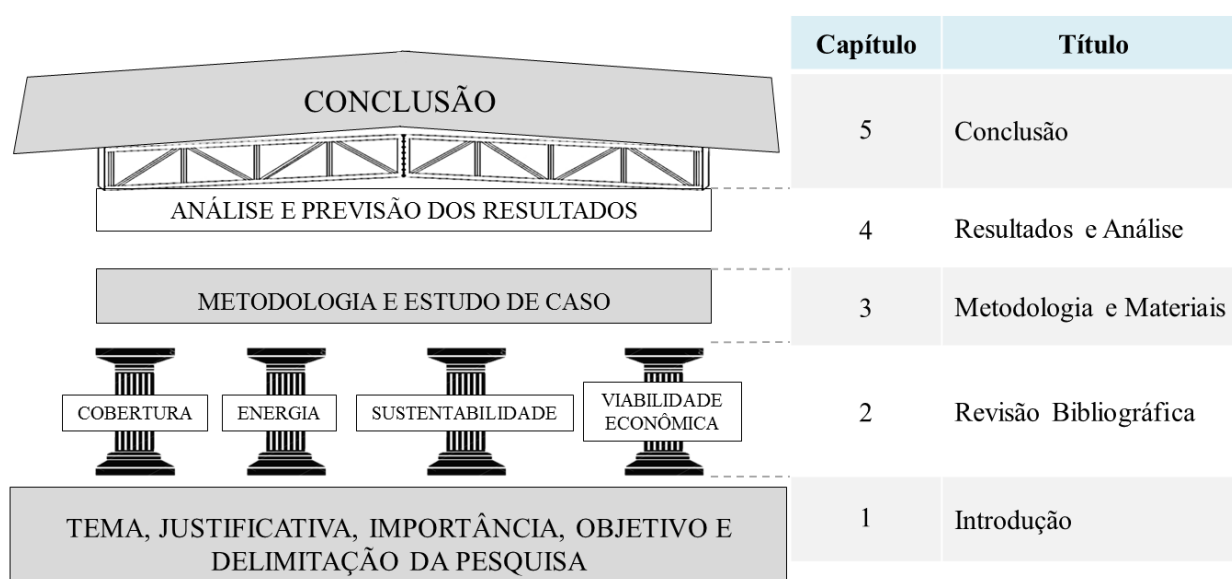 CONCLUSÃO
ANÁLISE E PREVISÃO DOS RESULTADOS
METODOLOGIA E ESTUDO DE CASO
COBERTURA
ENERGIA
SUSTENTABILIDADE
VIABILIDADE
ECONÔMICA
TEMA, JUSTIFICATIVA, IMPORTÂNCIA, OBJETIVO E
DELIMITAÇÃO DA PESQUISA
Capítulo Título
5 Conclusão
4 Resultados e Análise
3 Metodologia e Materiais
2 Revisão Bibliográfica
1 Introdução